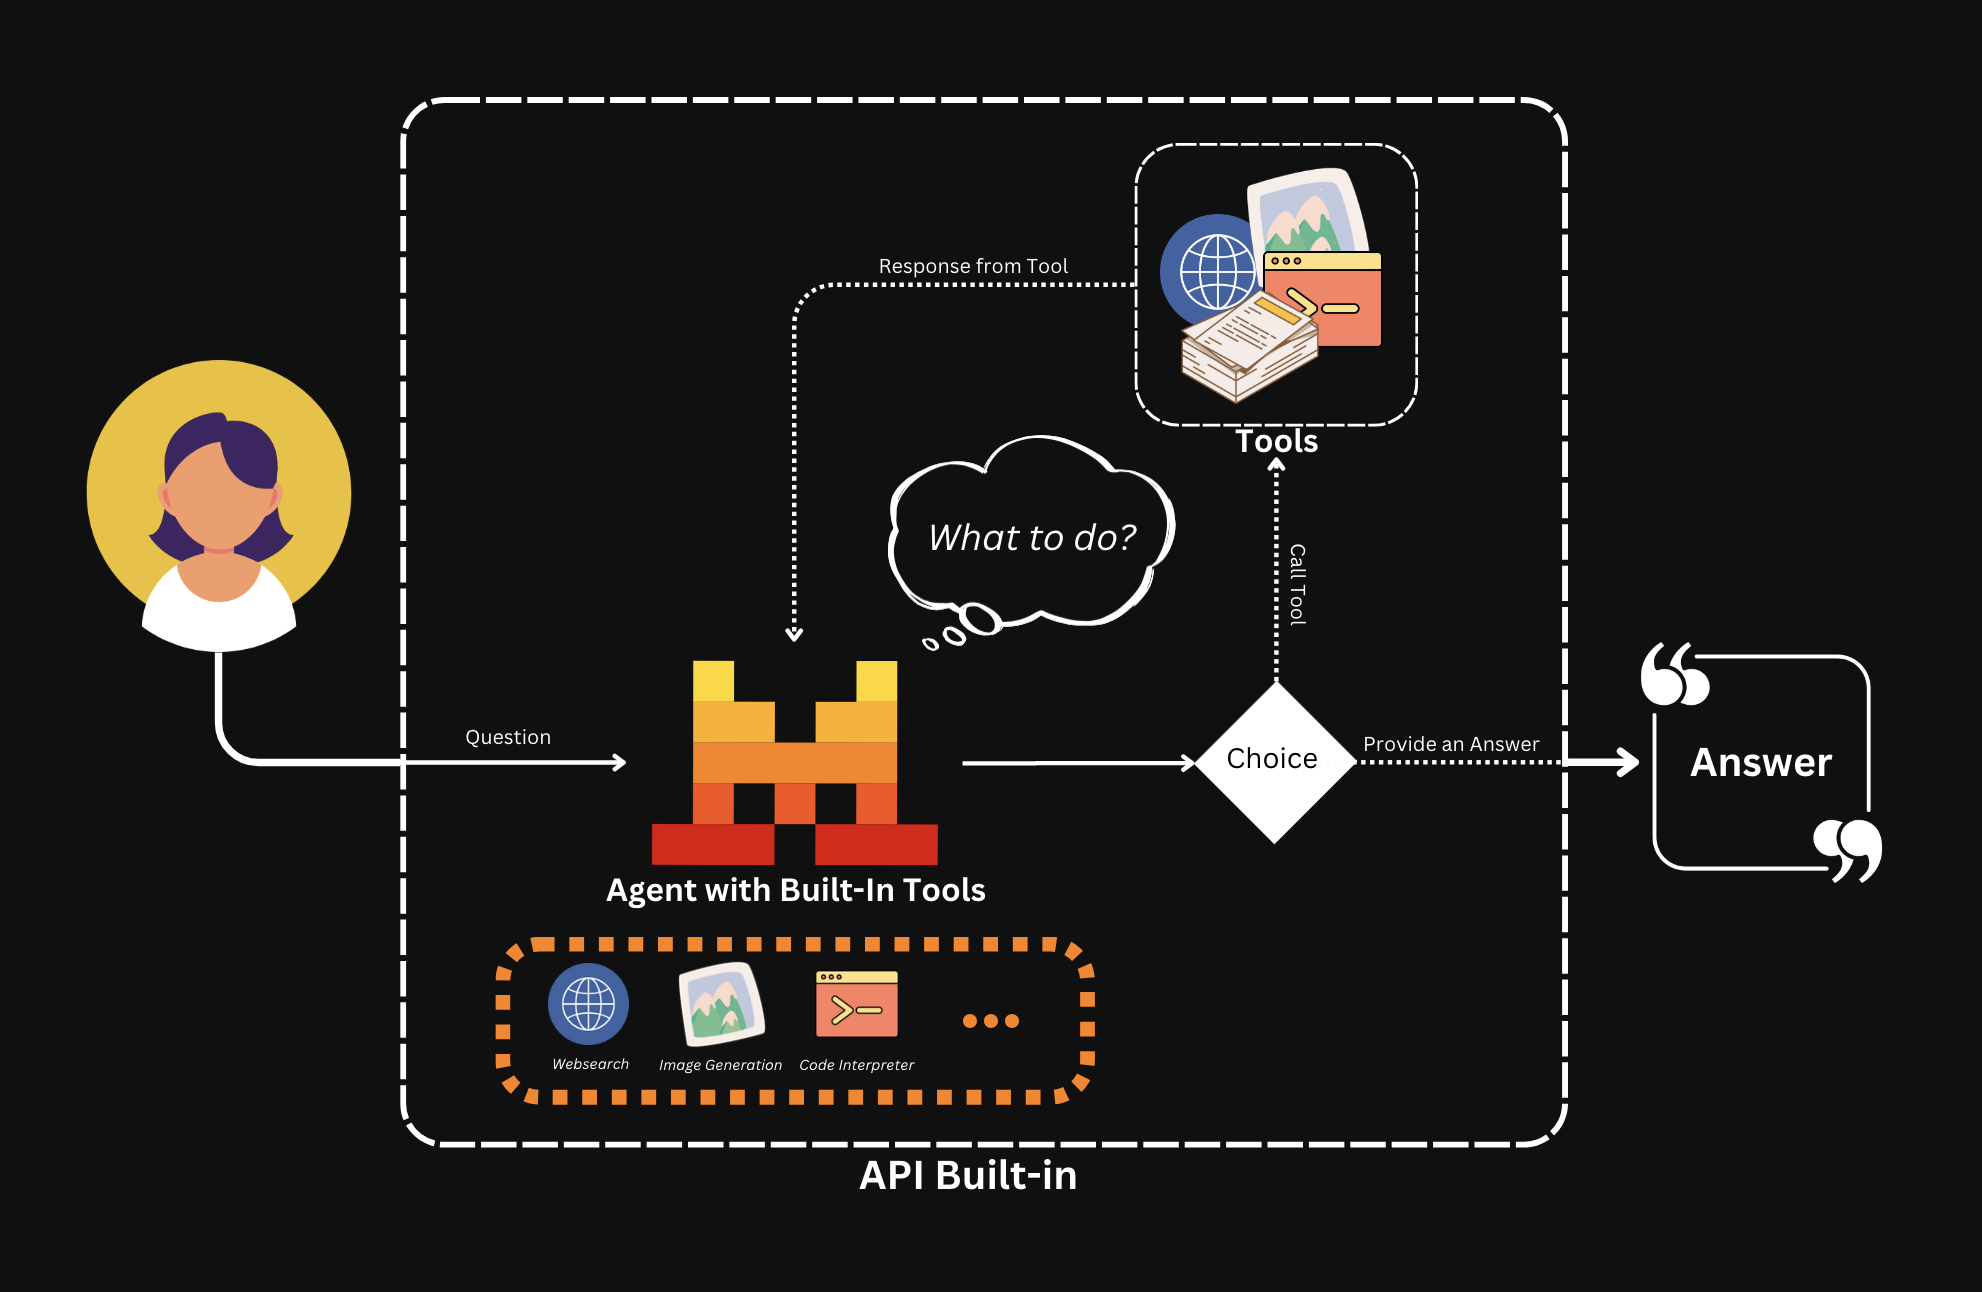 Response from Tool
Tools
What to do?
Call Tool
Question
Choice
Provide an Answer
Answer
Agent with Built-In Tools
Websearch
Image Generation
Code Interpreter
API Built-in